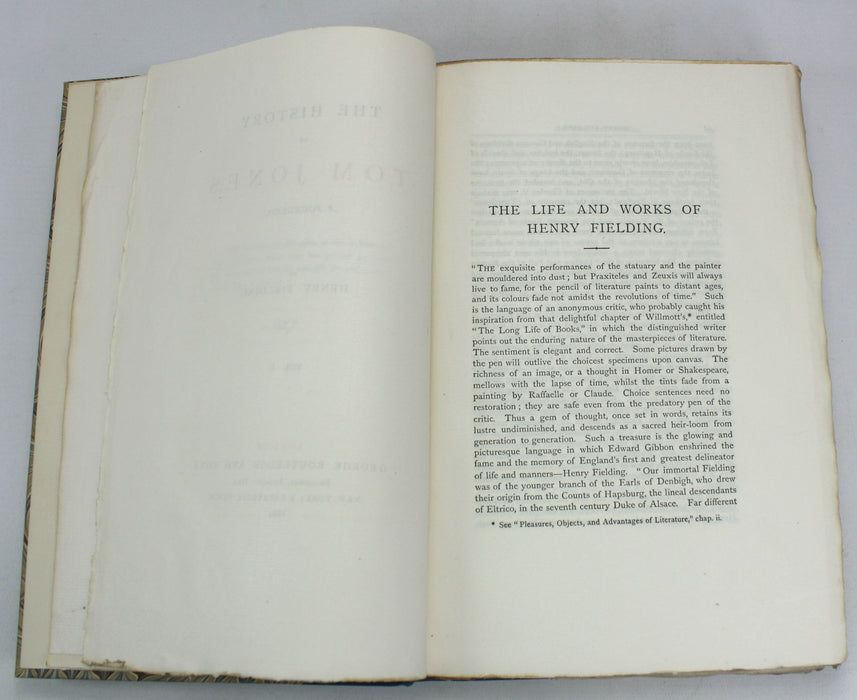 THE HISTORY
TOM JONES
HENRY FIELDING
GEORGE ROUTLEDGE AND SONS
THE LIFE AND WORKS OF
HENRY FIELDING.
"THE exquisite performances of the statuary and the painter
are mouldered into dust; but Praxiteles and Zeuxis will always
live to fame, for the pencil of literature paints to distant ages,
and its colours fade not amidst the revolutions of time." Such
is the language of an anonymous critic, who probably caught his
inspiration from that delightful chapter of Willmott's,* entitled
"The Long Life of Books," in which the distinguished writer
points out the enduring nature of the masterpieces of literature.
The sentiment is elegant and correct. Some pictures drawn by
the pen will outlive the choicest specimens upon canvas. The
richness of an image, or a thought in Homer or Shakespeare,
mellows with the lapse of time, whilst the tints fade from a
painting by Raffaelle or Claude. Choice sentences need no
restoration; they are safe even from the predatory pen of the
critic. Thus a gem of thought, once set in words, retains its
lustre undiminished, and descends as a sacred heir-loom from
generation to generation. Such a treasure is the glowing and
picturesque language in which Edward Gibbon enshrined the
fame and the memory of England's first and greatest delineator
of life and manners—Henry Fielding. "Our immortal Fielding
was of the younger branch of the Earls of Denbigh, who drew
their origin from the Counts of Hapsburg, the lineal descendants
of Eltrico, in the seventh century Duke of Alsace. Far different
* See "Pleasures, Objects, and Advantages of Literature," chap. ii.